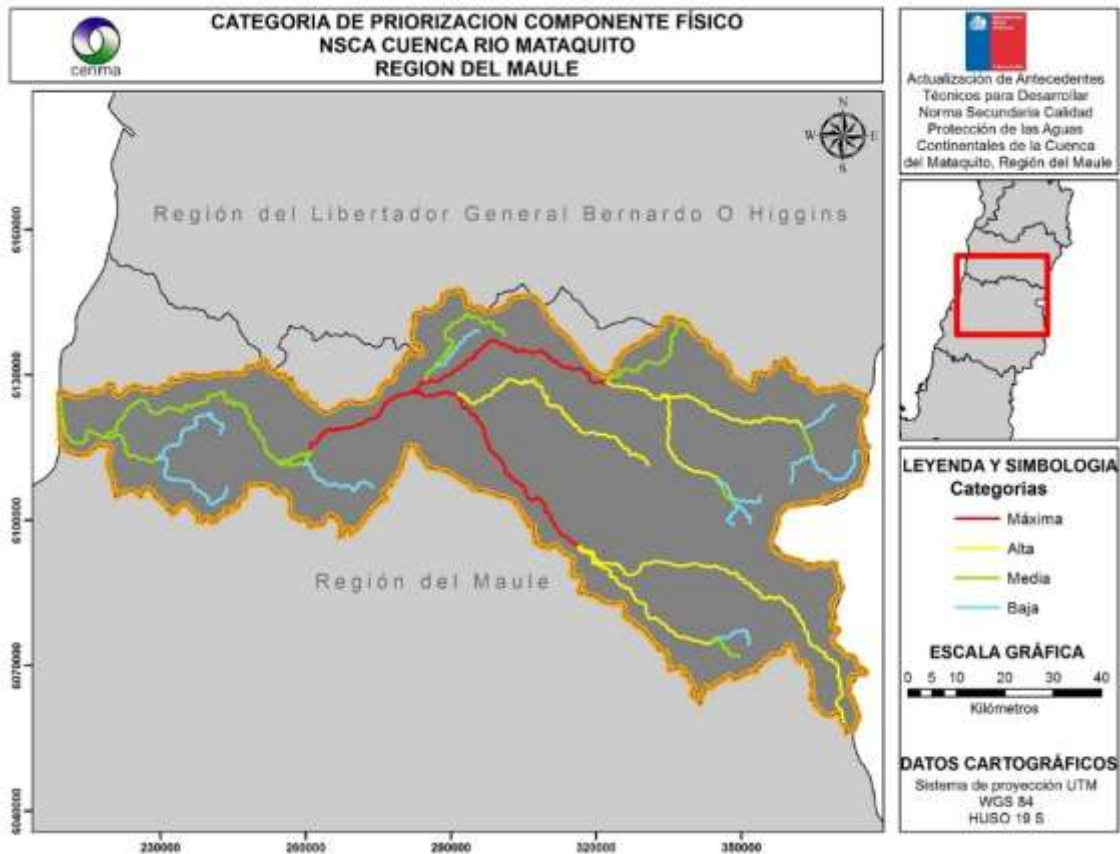 CATEGORIA DE PRIORIZACION COMPONENTE FÍSICO
NSCA CUENCA RIO MATAQUITO
REGION DEL MAULE
cenma
Actualización de Antecedentes
Técnicos para Desarrollar
Norma Secundaria Calidad
Protección de las Aguas
Continentales de la Cuenca
del Mataquito, Región del Maule
N
W
E
S
Región del Libertador General Bernardo O Higgins
Región del Maule
6160000
6130000
6100000
6070000
6040000
230000
260000
290000
320000
350000
LEYENDA Y SIMBOLOGIA
Categorias
Máxima
Alta
Media
Baja
ESCALA GRÁFICA
0 5 10 20 30 40
Kilómetros
DATOS CARTOGRÁFICOS
Sistema de proyección UTM
WGS 84
HUSO 19 S